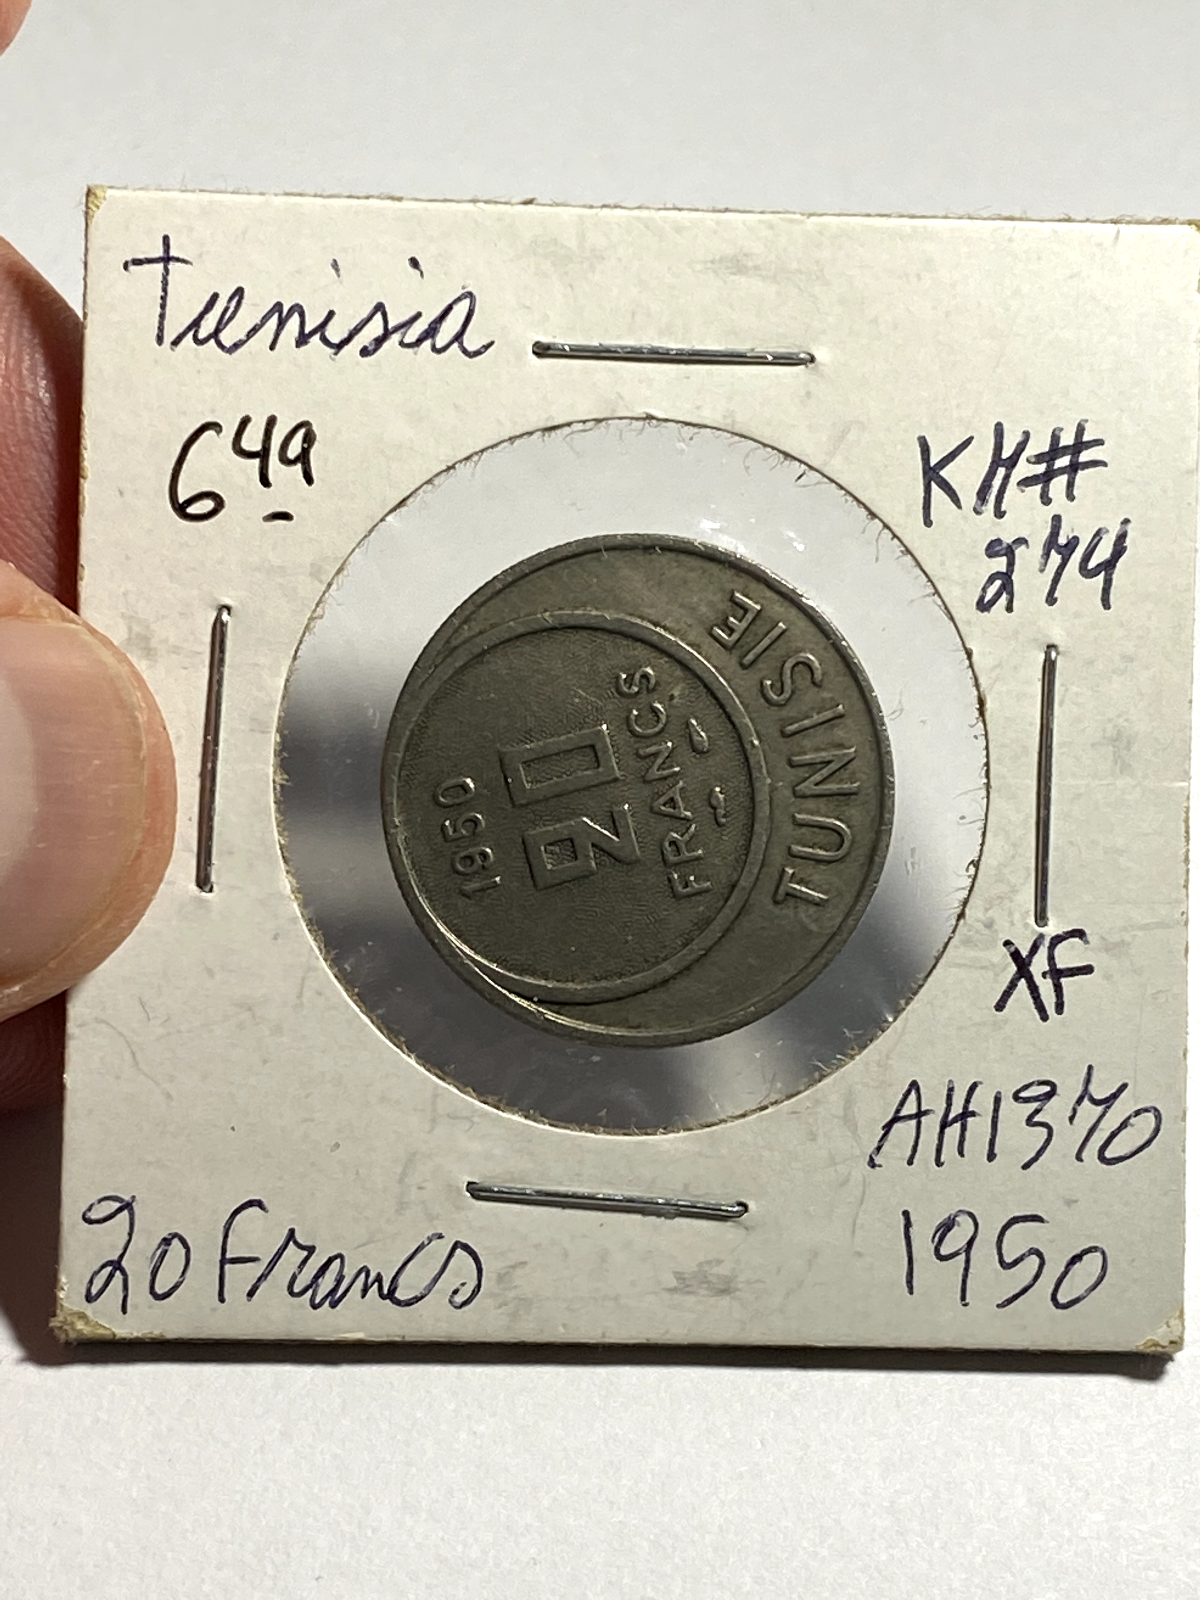 Tunisia
6 49
KM#
274
TUNISIE
1950
20
FRANCS
XF
AH1370
20 Francs
1950